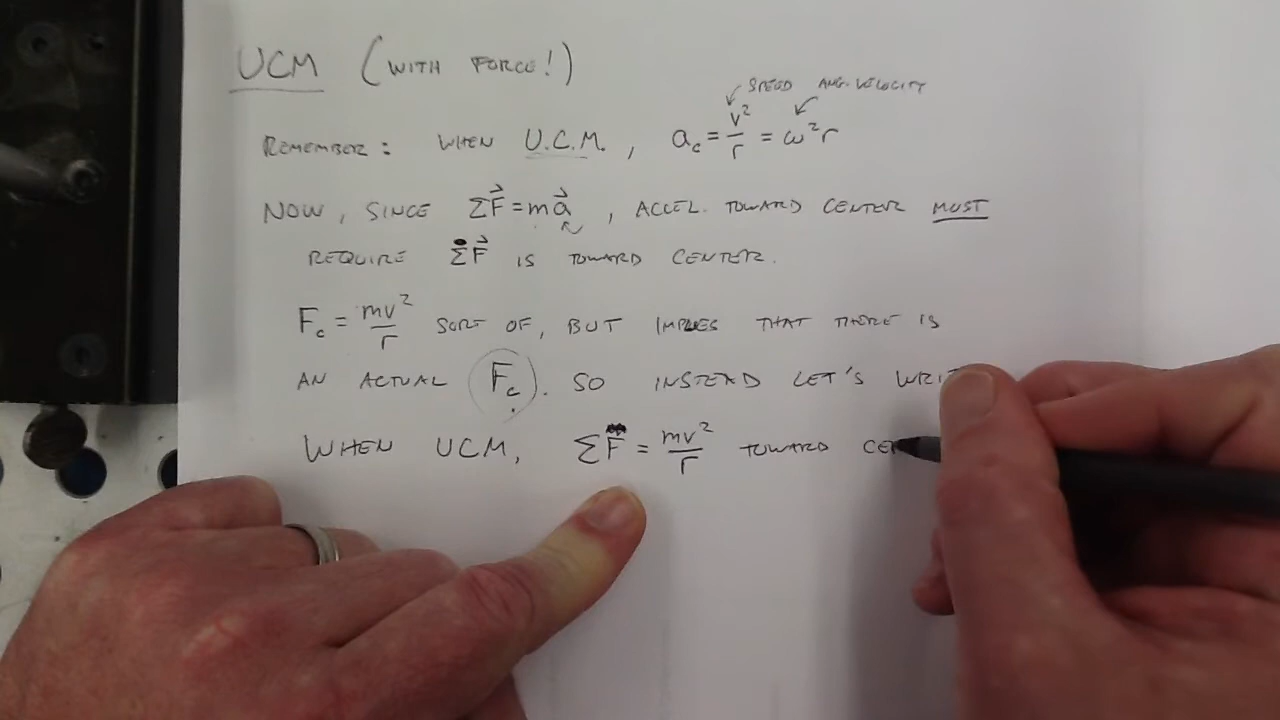 UCM (WITH FORCE!)
SPEED ANG. VELOCITY
REMEMBER: WHEN U.C.M., a_c = v²/r = ω²r
NOW, SINCE ΣF⃗ = ma⃗, ACCEL. TOWARD CENTER MUST
REQUIRE ΣF⃗ IS TOWARD CENTER.
F_c = mv²/r SORT OF, BUT IMPLIES THAT THERE IS
AN ACTUAL F_c. SO INSTEAD LET'S WRI
WHEN UCM, ΣF = mv²/r TOWARD CEN